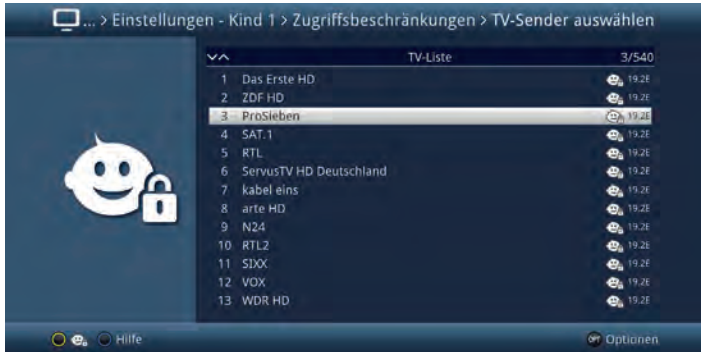 ... > Einstellungen - Kind 1 > Zugriffsbeschränkungen > TV-Sender auswählen
TV-Liste 3/540
1 Das Erste HD 19.2E
2 ZDF HD 19.2E
3 ProSieben 19.2E
4 SAT.1 19.2E
5 RTL 19.2E
6 ServusTV HD Deutschland 19.2E
7 kabel eins 19.2E
8 arte HD 19.2E
9 N24 19.2E
10 RTL2 19.2E
11 SIXX 19.2E
12 VOX 19.2E
13 WDR HD 19.2E
Hilfe OPT Optionen